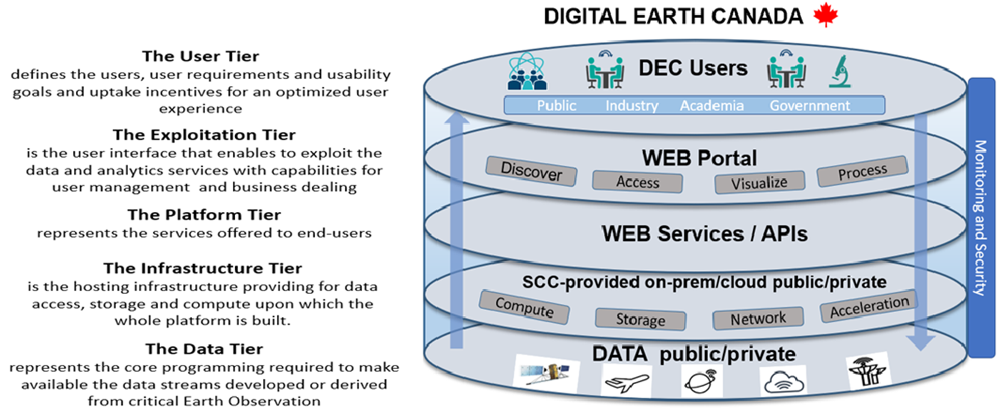 DIGITAL EARTH CANADA
The User Tier
defines the users, user requirements and usability
goals and uptake incentives for an optimized user
experience
The Exploitation Tier
is the user interface that enables to exploit the
data and analytics services with capabilities for
user management  and business dealing
The Platform Tier
represents the services offered to end-users
The Infrastructure Tier
is the hosting infrastructure providing for data
access, storage and compute upon which the
whole platform is built.
The Data Tier
represents the core programming required to make
available the data streams developed or derived
from critical Earth Observation
DEC Users
Public Industry Academia Government
WEB Portal
Discover Access Visualize Process
WEB Services / APIs
SCC-provided on-prem/cloud public/private
Compute Storage Network Acceleration
DATA  public/private
Monitoring and Security